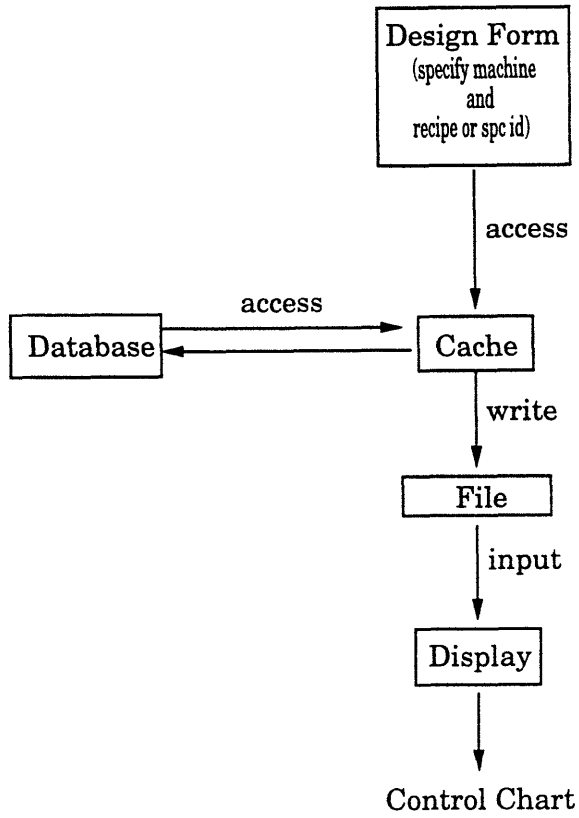 Design Form
(specify machine
and
recipe or spc id)
access
access
Database
Cache
write
File
input
Display
Control Chart